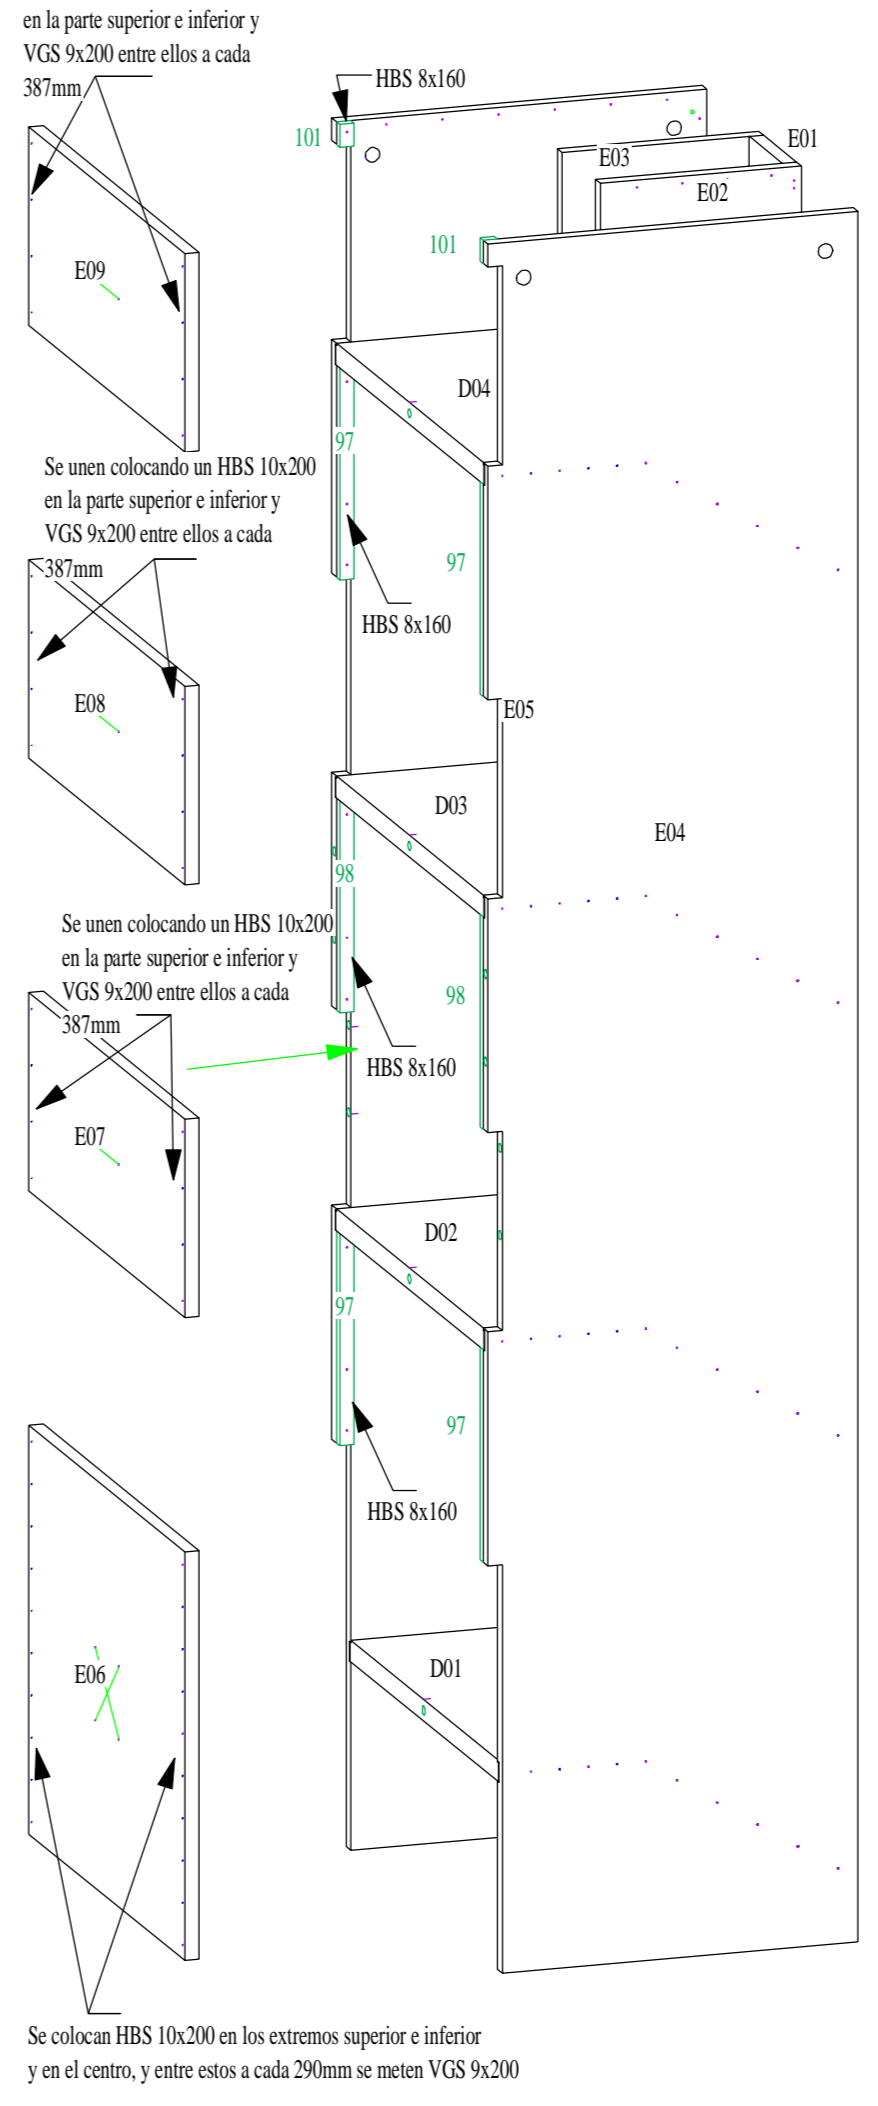 en la parte superior e inferior y
VGS 9x200 entre ellos a cada
387mm
HBS 8x160
101
E03
E01
E02
101
E09
D04
97
Se unen colocando un HBS 10x200
en la parte superior e inferior y
VGS 9x200 entre ellos a cada
387mm
97
HBS 8x160
E08
E05
D03
E04
98
Se unen colocando un HBS 10x200
en la parte superior e inferior y
VGS 9x200 entre ellos a cada
387mm
98
HBS 8x160
E07
D02
97
97
HBS 8x160
D01
E06
Se colocan HBS 10x200 en los extremos superior e inferior
y en el centro, y entre estos a cada 290mm se meten VGS 9x200